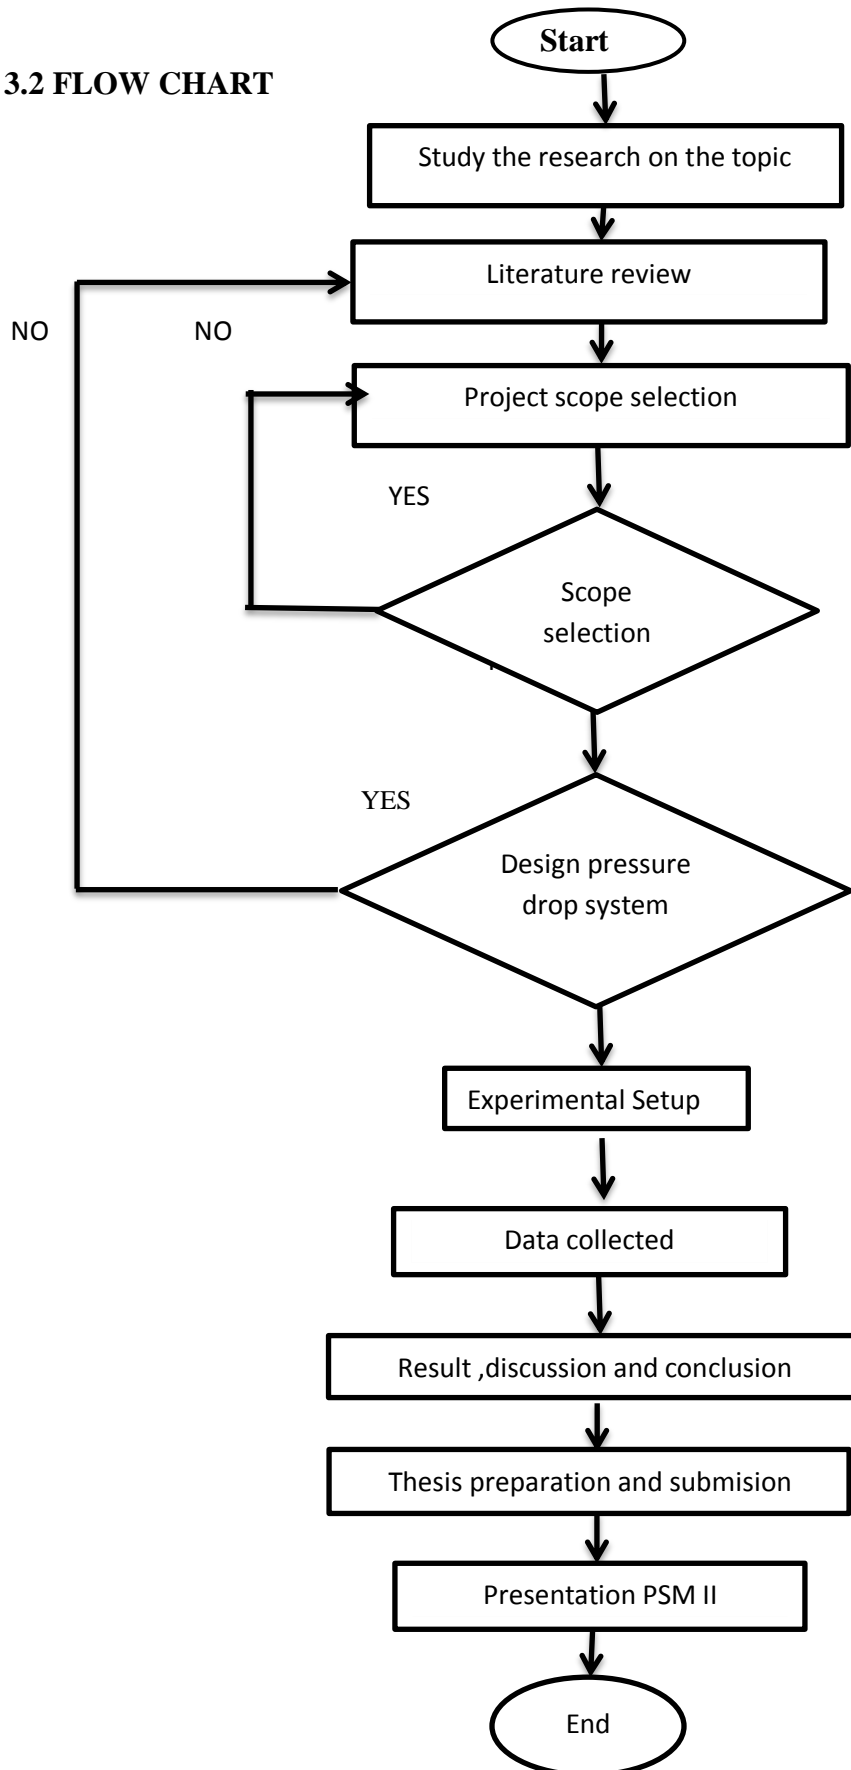 Start
3.2 FLOW CHART
Study the research on the topic
Literature review
NO
NO
Project scope selection
YES
Scope
selection
YES
Design pressure
drop system
Experimental Setup
Data collected
Result ,discussion and conclusion
Thesis preparation and submision
Presentation PSM II
End